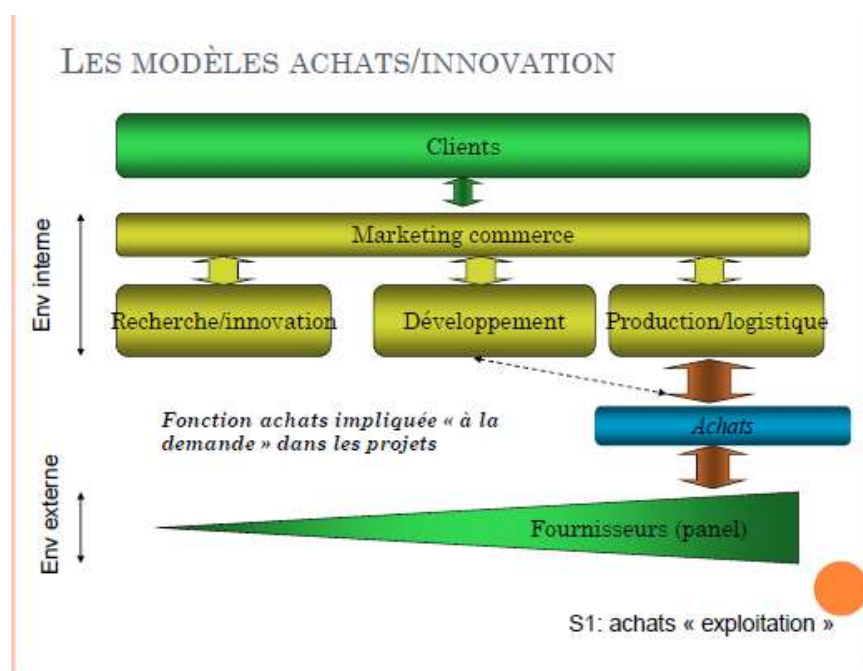 LES MODÈLES ACHATS/INNOVATION
Clients
Env interne
Marketing commerce
Recherche/innovation
Développement
Production/logistique
Fonction achats impliquée « à la
demande » dans les projets
Achats
Env externe
Fournisseurs (panel)
S1: achats « exploitation »